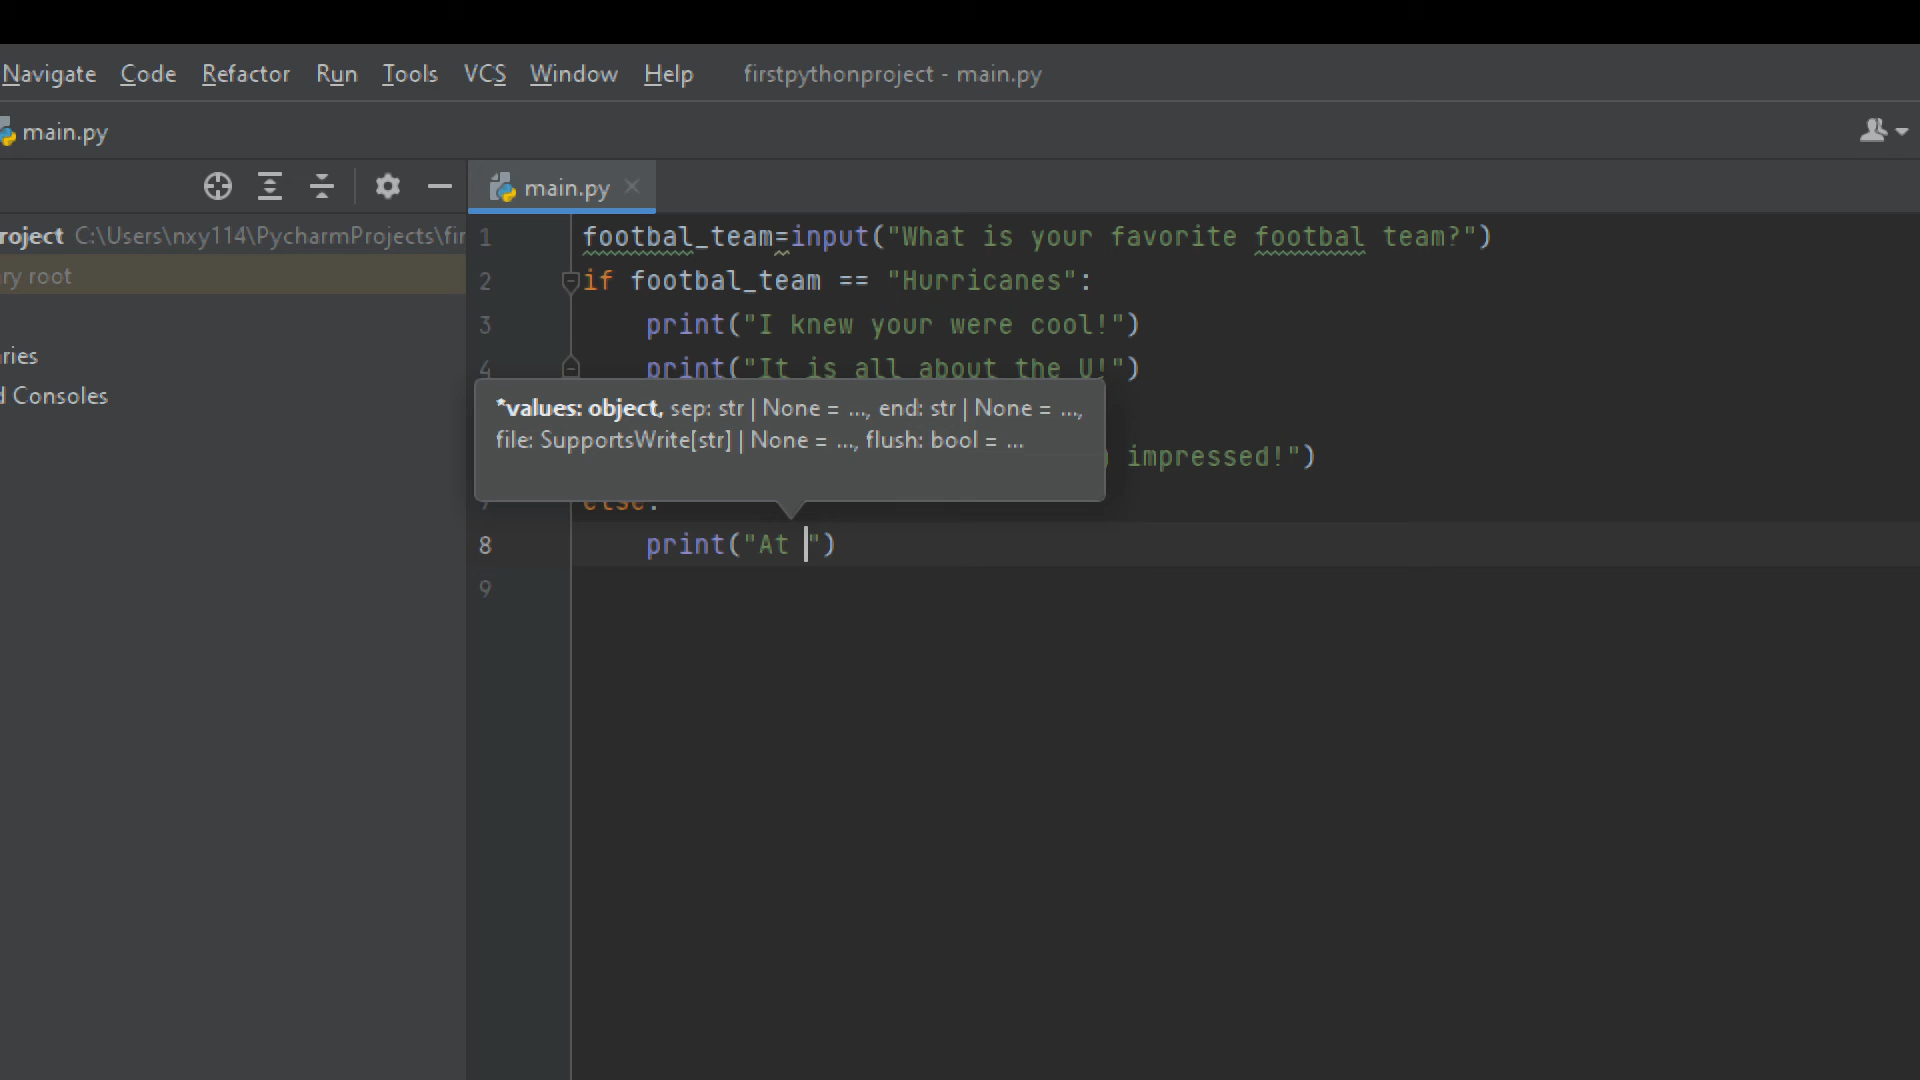 Navigate Code Refactor Run Tools VCS Window Help firstpythonproject - main.py
main.py
main.py
roject C:\Users\nxy114\PycharmProjects\fir
ry root
ries
d Consoles
1 footbal_team=input("What is your favorite footbal team?")
2 if footbal_team == "Hurricanes":
3 print("I knew your were cool!")
4 print("It is all about the U!")
*values: object, sep: str | None = ..., end: str | None = ...,
file: SupportsWrite[str] | None = ..., flush: bool = ...
impressed!")
else:
8 print("At ")
9